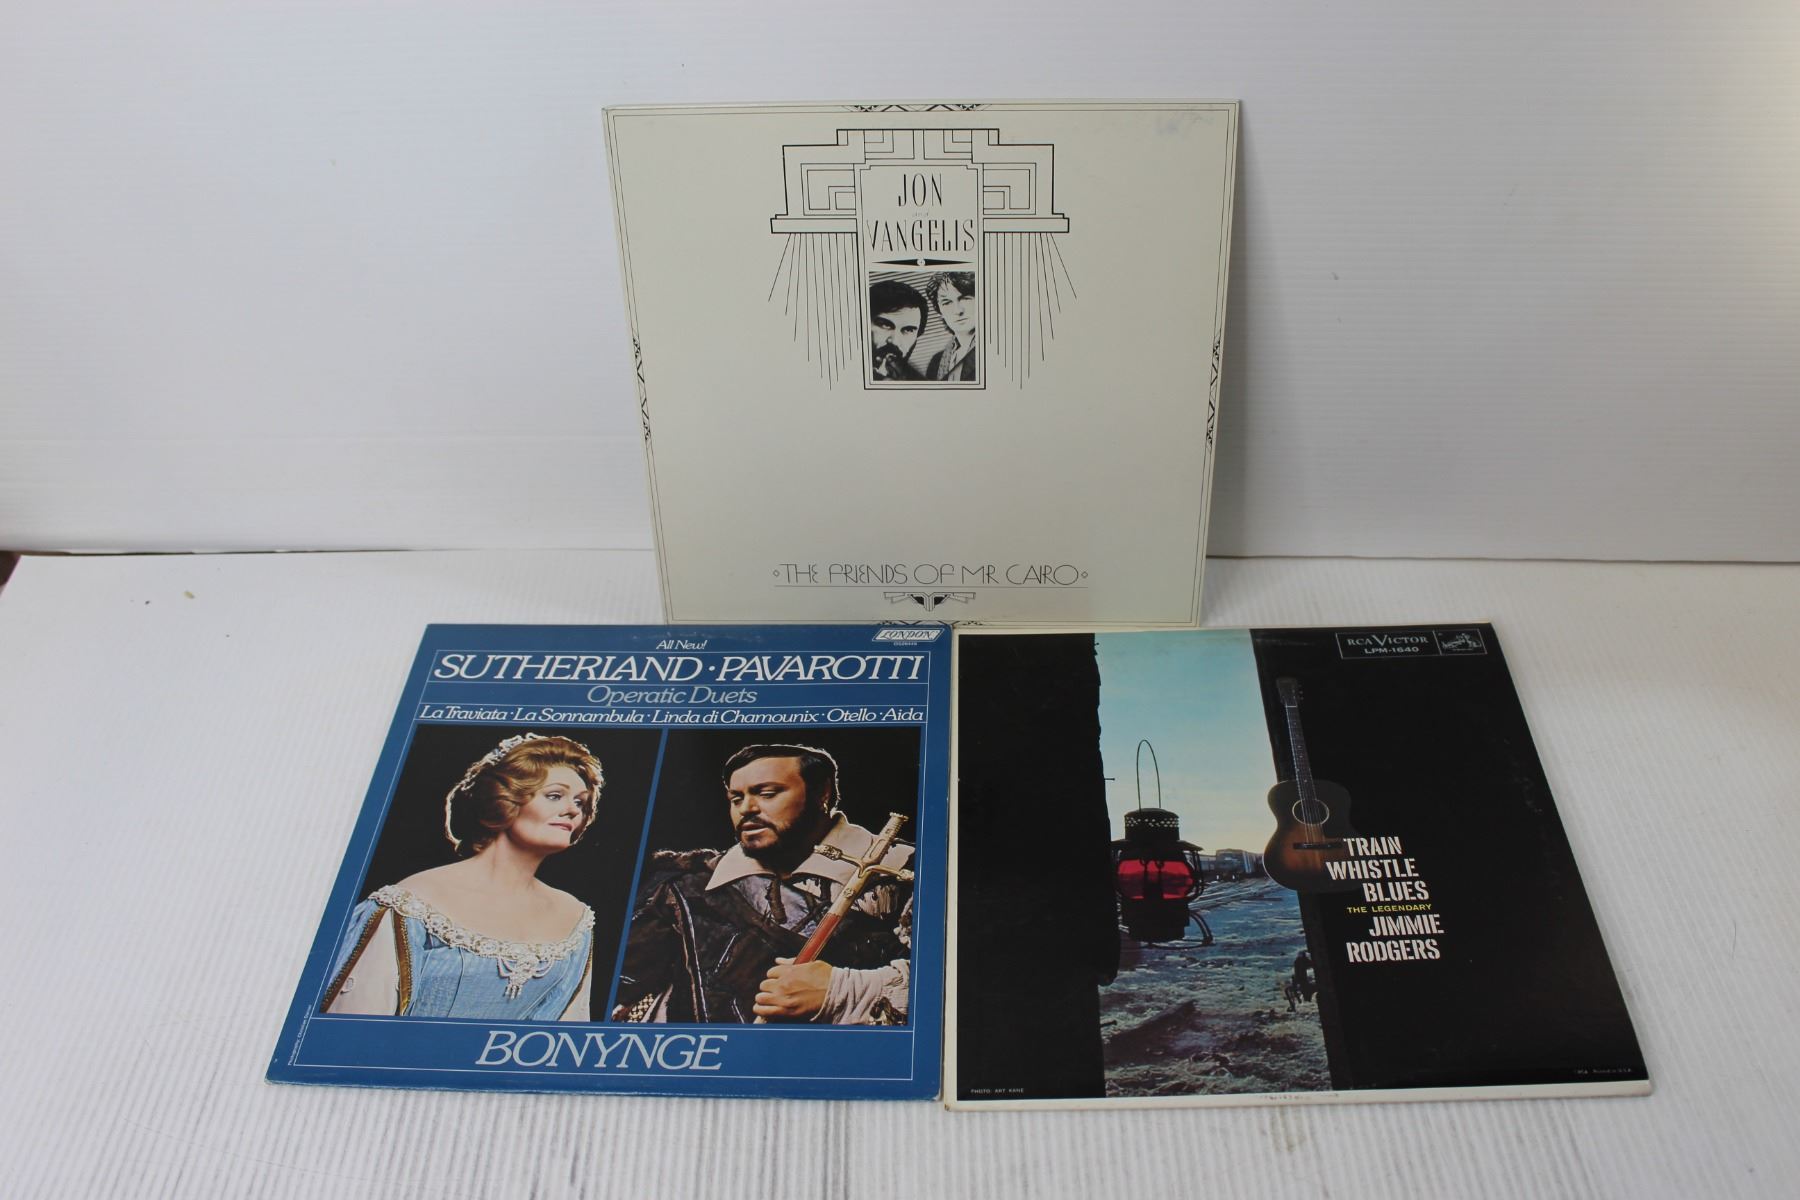 JON
and
VANGELIS
THE FRIENDS OF MR CAIRO
All New!
LONDON
OS26449
SUTHERLAND · PAVAROTTI
Operatic Duets
La Traviata · La Sonnambula · Linda di Chamounix · Otello · Aida
BONYNGE
RCA VICTOR
LPM-1640
TRAIN
WHISTLE
BLUES
THE LEGENDARY
JIMMIE
RODGERS
PHOTO: ART KANE